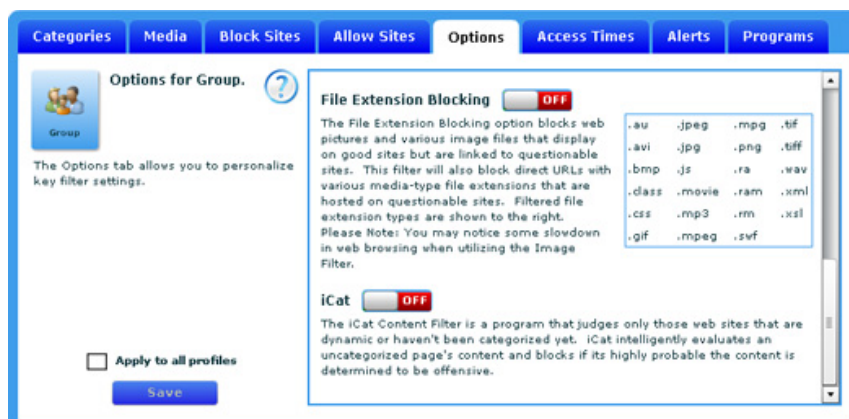 Categories Media Block Sites Allow Sites Options Access Times Alerts Programs
Options for Group.
?
Group
The Options tab allows you to personalize
key filter settings.
Apply to all profiles
Save
File Extension Blocking OFF
The File Extension Blocking option blocks web
pictures and various image files that display
on good sites but are linked to questionable
sites. This filter will also block direct URLs with
various media-type file extensions that are
hosted on questionable sites. Filtered file
extension types are shown to the right.
Please Note: You may notice some slowdown
in web browsing when utilizing the Image
Filter.
.au .jpeg .mpg .tif
.avi .jpg .png .tiff
.bmp .js .ra .wav
.class .movie .ram .xml
.css .mp3 .rm .xsl
.gif .mpeg .swf
iCat OFF
The iCat Content Filter is a program that judges only those web sites that are
dynamic or haven't been categorized yet. iCat intelligently evaluates an
uncategorized page's content and blocks if its highly probable the content is
determined to be offensive.